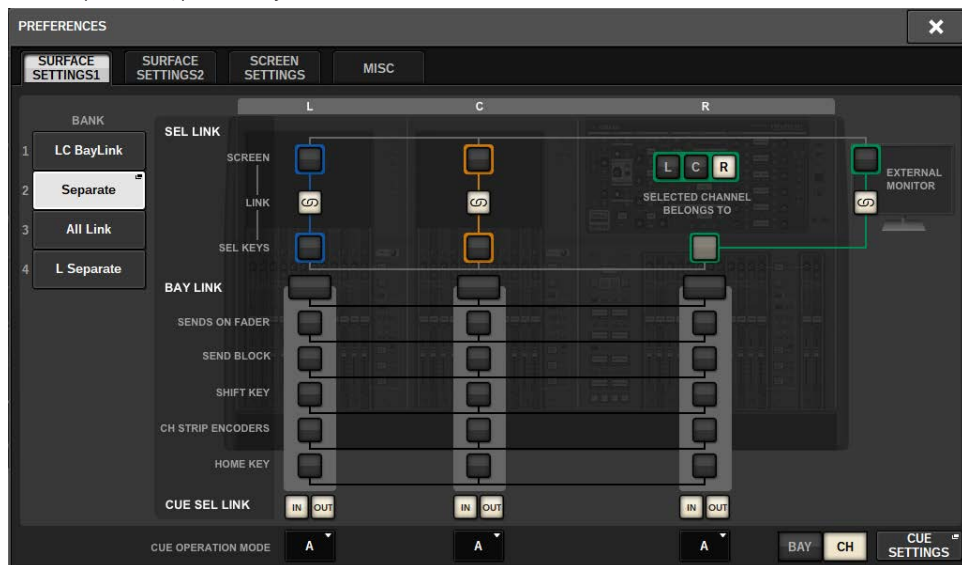 PREFERENCES
SURFACE SETTINGS1
SURFACE SETTINGS2
SCREEN SETTINGS
MISC
L C R
BANK
1 LC BayLink
2 Separate
3 All Link
4 L Separate
SEL LINK
SCREEN
LINK
SEL KEYS
L C R
SELECTED CHANNEL
BELONGS TO
EXTERNAL
MONITOR
BAY LINK
SENDS ON FADER
SEND BLOCK
SHIFT KEY
CH STRIP ENCODERS
HOME KEY
CUE SEL LINK
IN OUT IN OUT IN OUT
CUE OPERATION MODE A A A BAY CH
CUE SETTINGS